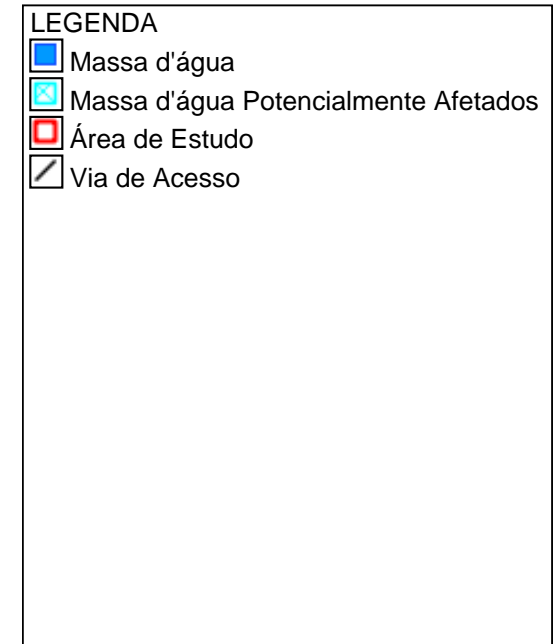 LEGENDA
Massa d'água
Massa d'água Potencialmente Afetados
Área de Estudo
Via de Acesso